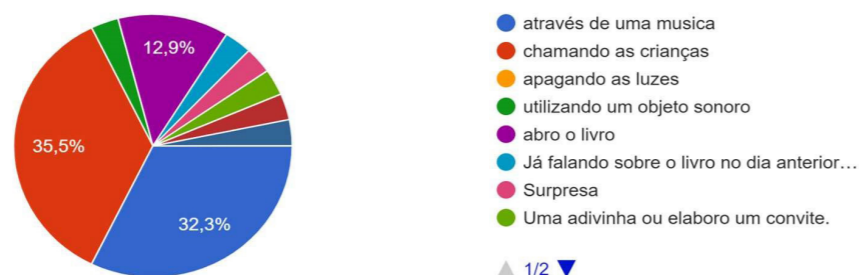 12,9%
35,5%
32,3%
através de uma musica
chamando as crianças
apagando as luzes
utilizando um objeto sonoro
abro o livro
Já falando sobre o livro no dia anterior…
Surpresa
Uma adivinha ou elaboro um convite.
1/2